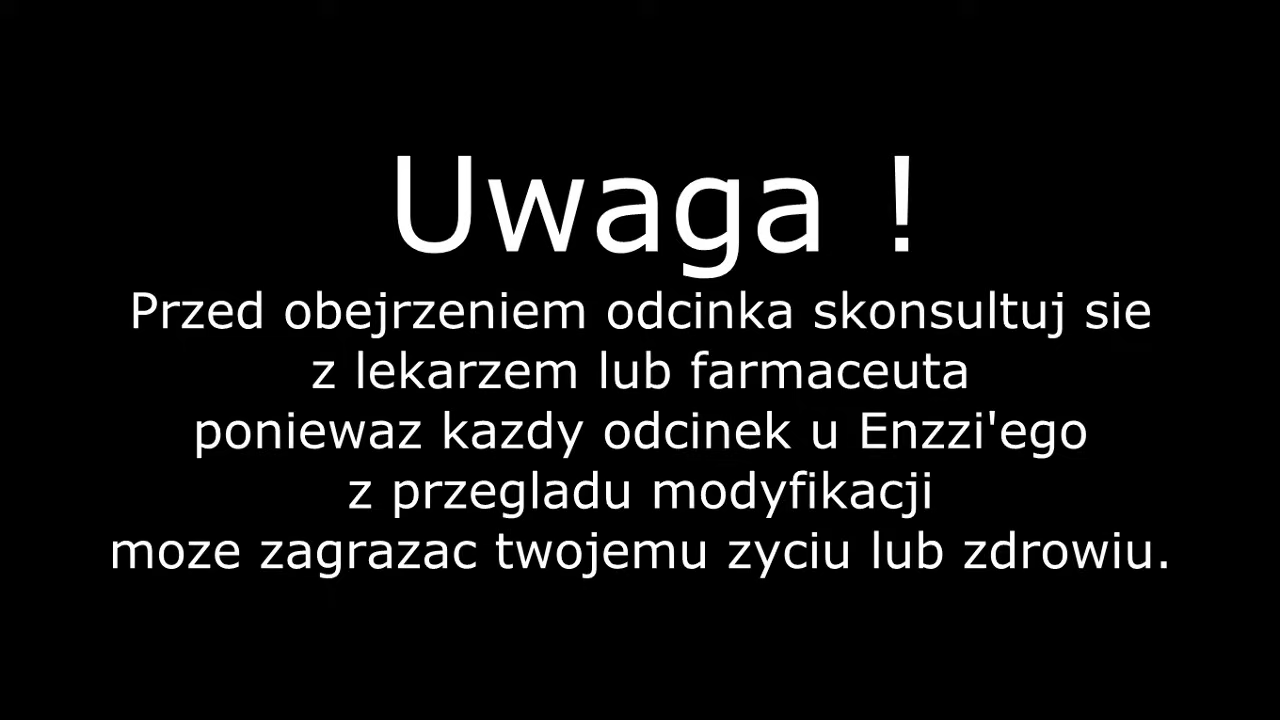 Uwaga !
Przed obejrzeniem odcinka skonsultuj sie
z lekarzem lub farmaceuta
poniewaz kazdy odcinek u Enzzi'ego
z przegladu modyfikacji
moze zagrazac twojemu zyciu lub zdrowiu.